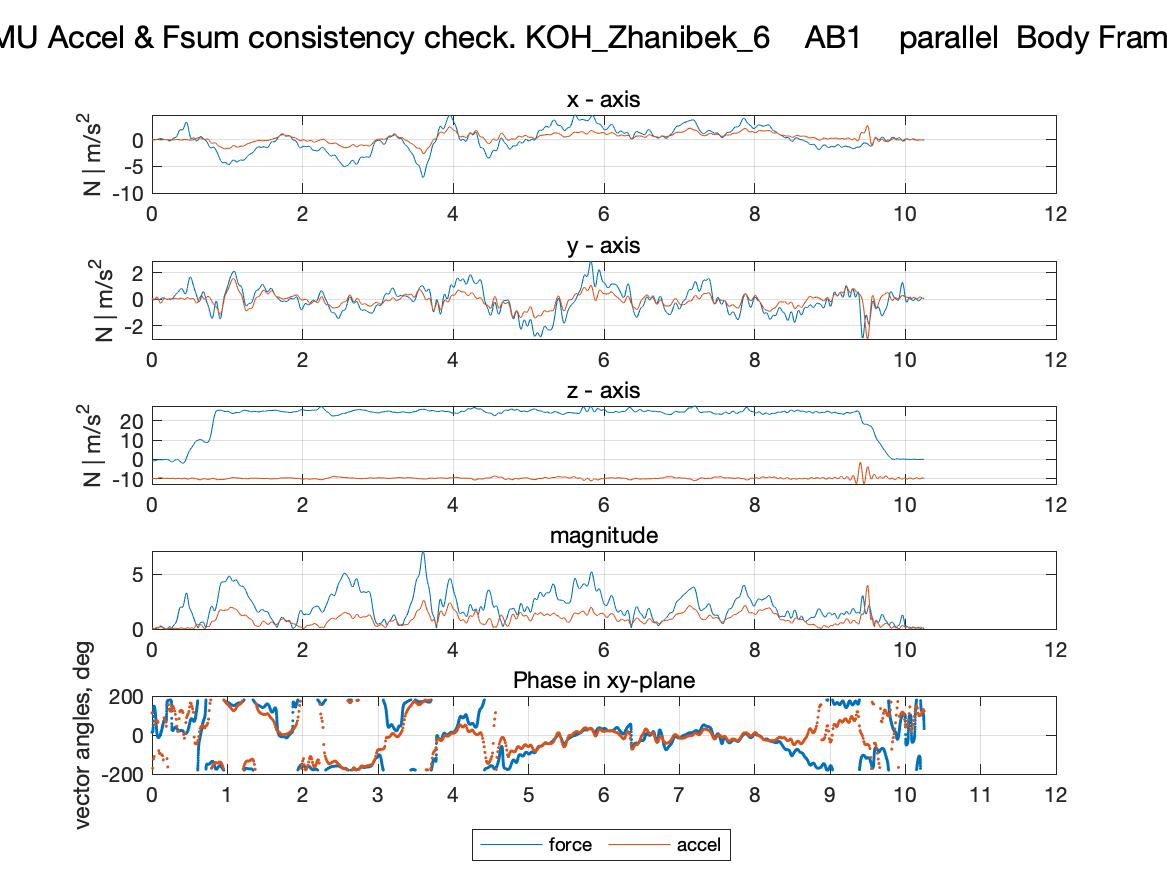 MU Accel & Fsum consistency check. KOH_Zhanibek_6 AB1 parallel Body Fram
x - axis
N | m/s²
0
-5
-10
0 2 4 6 8 10 12
y - axis
N | m/s²
2
0
-2
0 2 4 6 8 10 12
z - axis
N | m/s²
20
10
0
-10
0 2 4 6 8 10 12
magnitude
5
0
0 2 4 6 8 10 12
Phase in xy-plane
vector angles, deg
200
0
-200
0 1 2 3 4 5 6 7 8 9 10 11 12
force accel